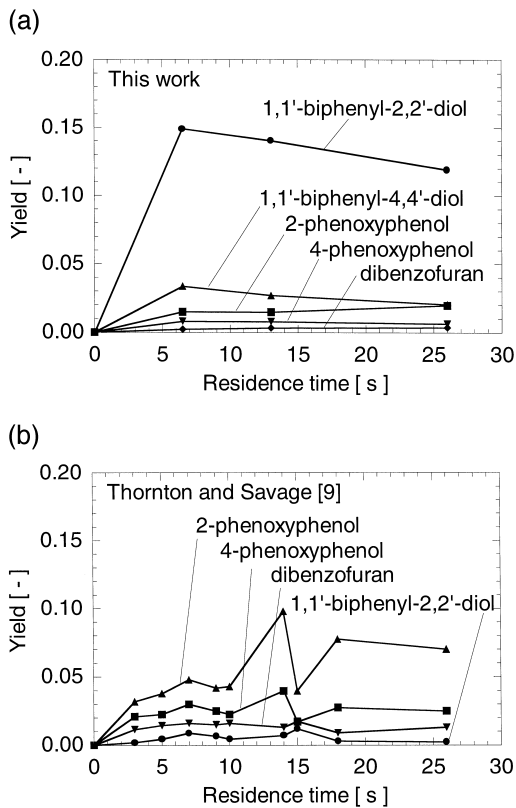 (a)
0.20
This work
1,1'-biphenyl-2,2'-diol
0.15
Yield [ - ]
0.10
1,1'-biphenyl-4,4'-diol
2-phenoxyphenol
4-phenoxyphenol
0.05
dibenzofuran
0.00
0 5 10 15 20 25 30
Residence time [ s ]
(b)
0.20
Thornton and Savage [9]
2-phenoxyphenol
0.15
4-phenoxyphenol
dibenzofuran
Yield [ - ]
0.10
1,1'-biphenyl-2,2'-diol
0.05
0.00
0 5 10 15 20 25 30
Residence time [ s ]